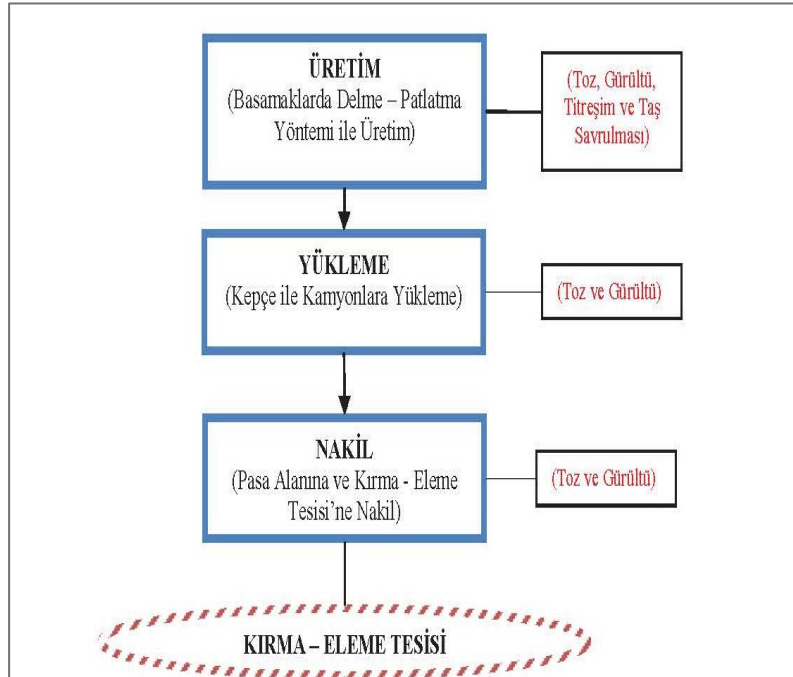 ÜRETİM
(Basamaklarda Delme – Patlatma
Yöntemi ile Üretim)
(Toz, Gürültü,
Titreşim ve Taş
Savrulması)
YÜKLEME
(Kepçe ile Kamyonlara Yükleme)
(Toz ve Gürültü)
NAKİL
(Pasa Alanına ve Kırma - Eleme
Tesisi’ne Nakil)
(Toz ve Gürültü)
KIRMA – ELEME TESİSİ